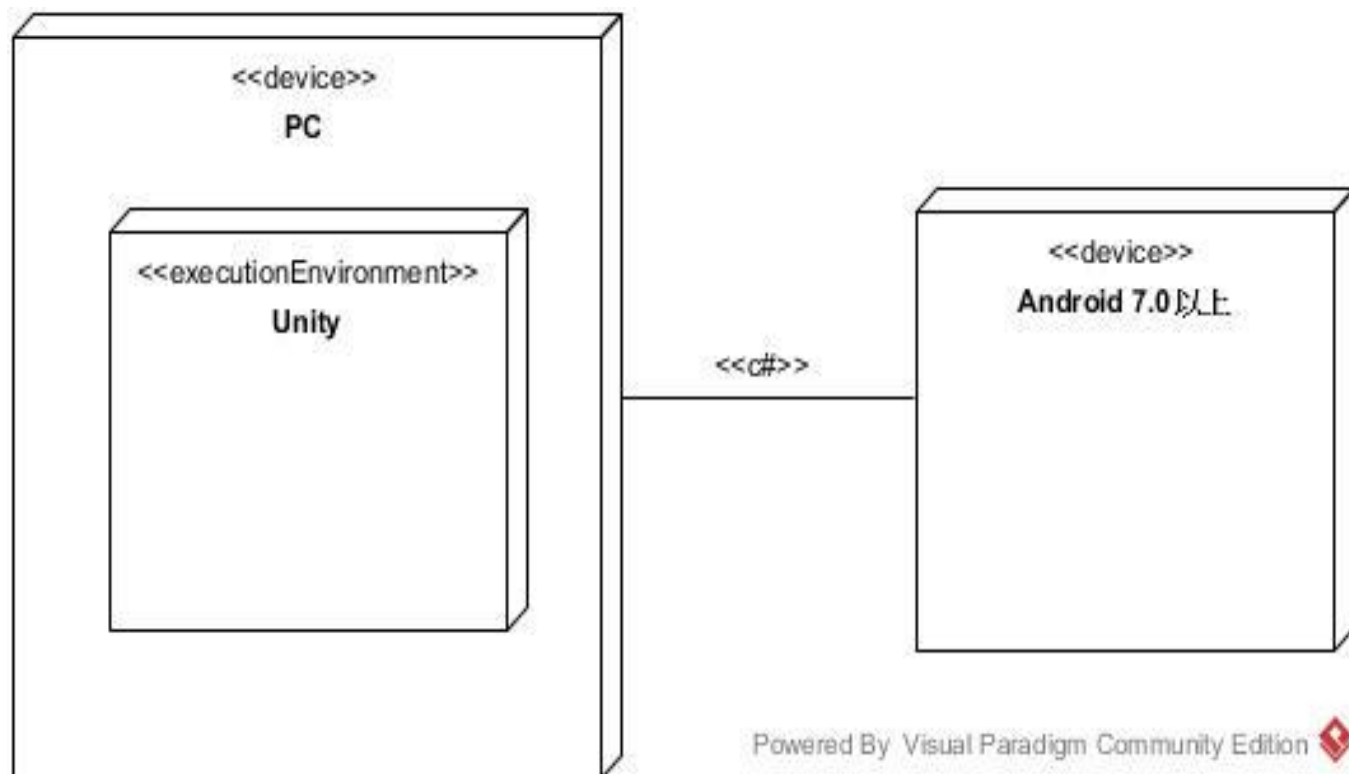 <<device>>
PC
<<executionEnvironment>>
Unity
<<c#>>
<<device>>
Android 7.0以上
Powered By Visual Paradigm Community Edition